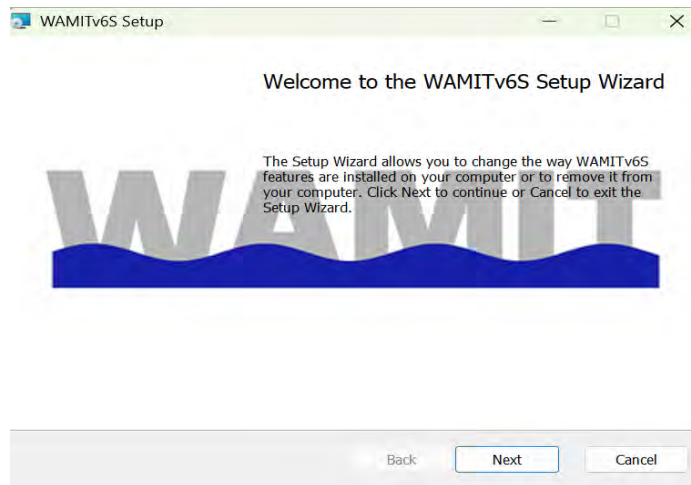 WAMITv6S Setup
Welcome to the WAMITv6S Setup Wizard
The Setup Wizard allows you to change the way WAMITv6S
features are installed on your computer or to remove it from
your computer. Click Next to continue or Cancel to exit the
Setup Wizard.
WAMIT
Back Next Cancel